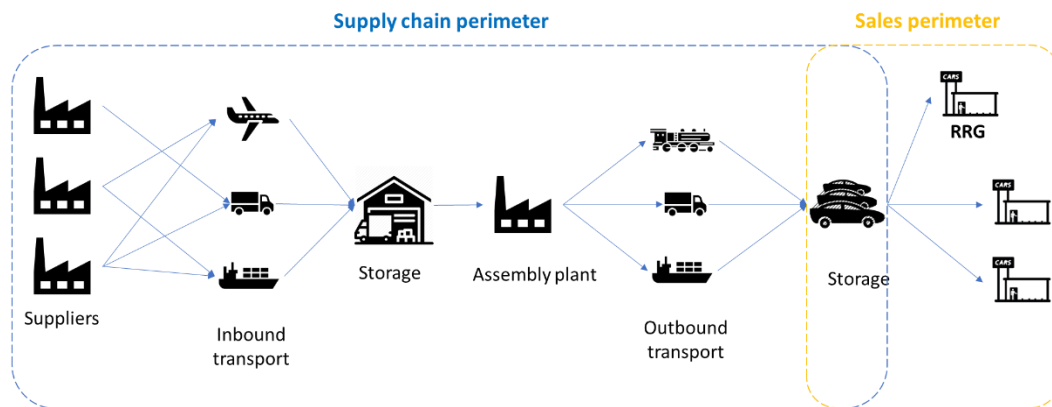 Supply chain perimeter
Sales perimeter
CARS
RRG
CARS
CARS
Storage
Assembly plant
Storage
Suppliers
Inbound
transport
Outbound
transport